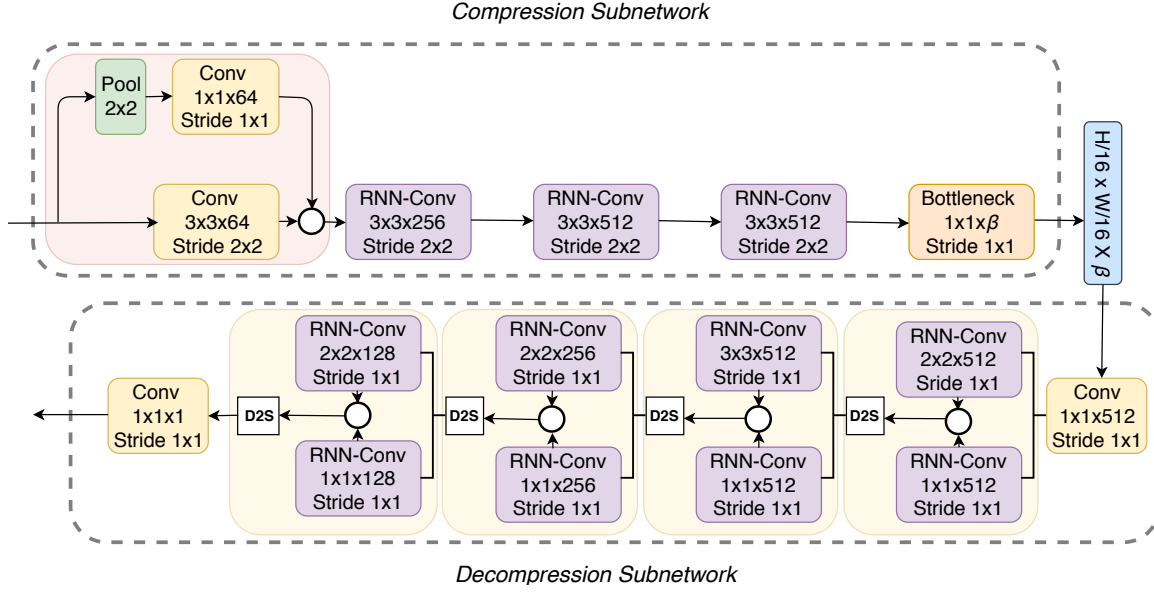 Compression Subnetwork
Pool
2x2
Conv
1x1x64
Stride 1x1
Conv
3x3x64
Stride 2x2
RNN-Conv
3x3x256
Stride 2x2
RNN-Conv
3x3x512
Stride 2x2
RNN-Conv
3x3x512
Stride 2x2
Bottleneck
1x1xβ
Stride 1x1
H/16 x W/16 X β
Conv
1x1x512
Stride 1x1
RNN-Conv
2x2x512
Sride 1x1
RNN-Conv
1x1x512
Stride 1x1
D2S
RNN-Conv
3x3x512
Stride 1x1
RNN-Conv
1x1x512
Stride 1x1
D2S
RNN-Conv
2x2x256
Stride 1x1
RNN-Conv
1x1x256
Stride 1x1
D2S
RNN-Conv
2x2x128
Stride 1x1
RNN-Conv
1x1x128
Stride 1x1
D2S
Conv
1x1x1
Stride 1x1
Decompression Subnetwork